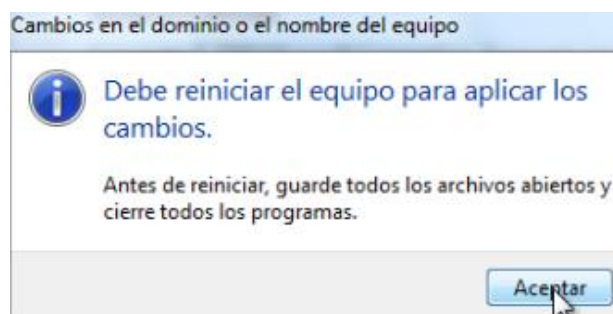 Cambios en el dominio o el nombre del equipo
Debe reiniciar el equipo para aplicar los
cambios.
Antes de reiniciar, guarde todos los archivos abiertos y
cierre todos los programas.
Aceptar